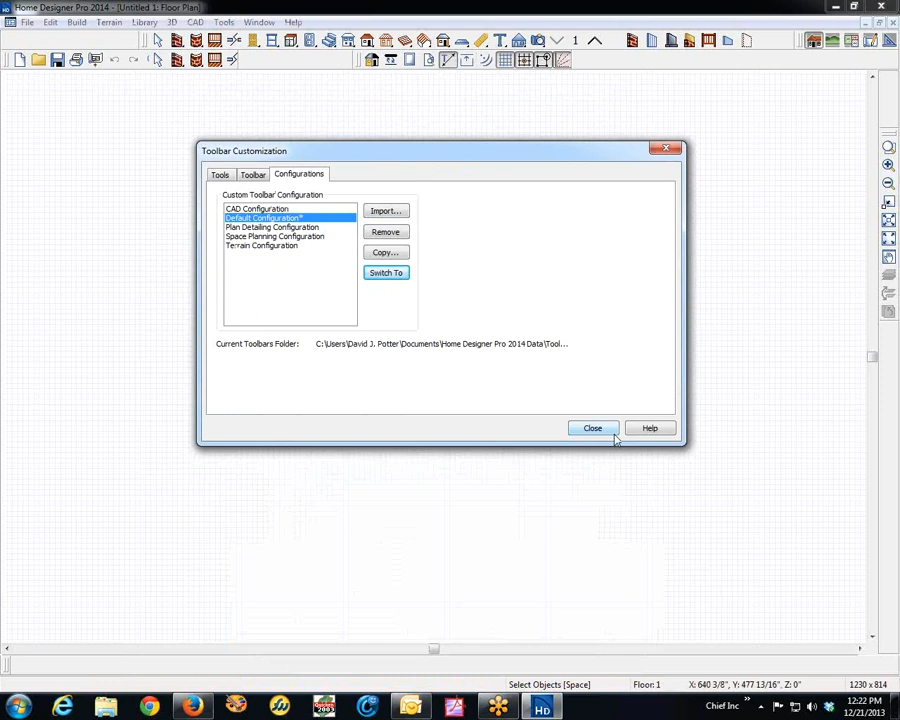 Home Designer Pro 2014 - [Untitled 1: Floor Plan]
File Edit Build Terrain Library 3D CAD Tools Window Help
1
Toolbar Customization
Tools Toolbar Configurations
Custom Toolbar Configuration
CAD Configuration
Default Configuration*
Plan Detailing Configuration
Space Planning Configuration
Terrain Configuration
Import...
Remove
Copy...
Switch To
Current Toolbars Folder: C:\Users\David J. Potter\Documents\Home Designer Pro 2014 Data\Tool...
Close Help
Select Objects [Space] Floor: 1 X: 640 3/8", Y: 477 13/16", Z: 0" 1230 x 814
Chief Inc
12:22 PM
12/21/2013
HD